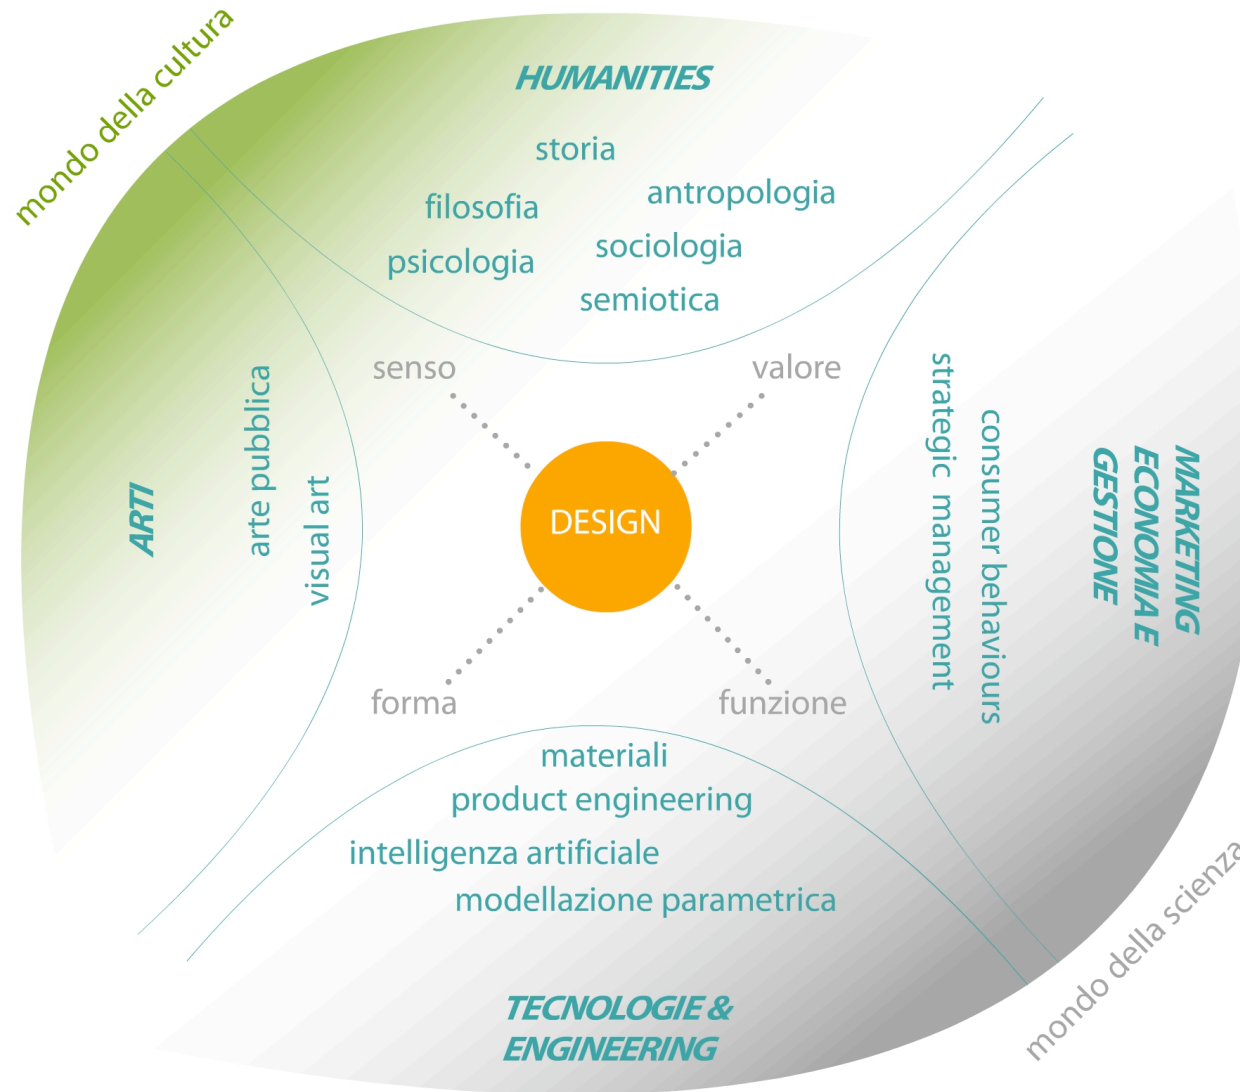 mondo della cultura
HUMANITIES
storia
antropologia
filosofia
sociologia
psicologia
semiotica
senso
valore
ARTI
arte pubblica
visual art
DESIGN
strategic management
consumer behaviours
MARKETING
ECONOMIA E
GESTIONE
forma
funzione
materiali
product engineering
intelligenza artificiale
modellazione parametrica
mondo della scienza
TECNOLOGIE &
ENGINEERING